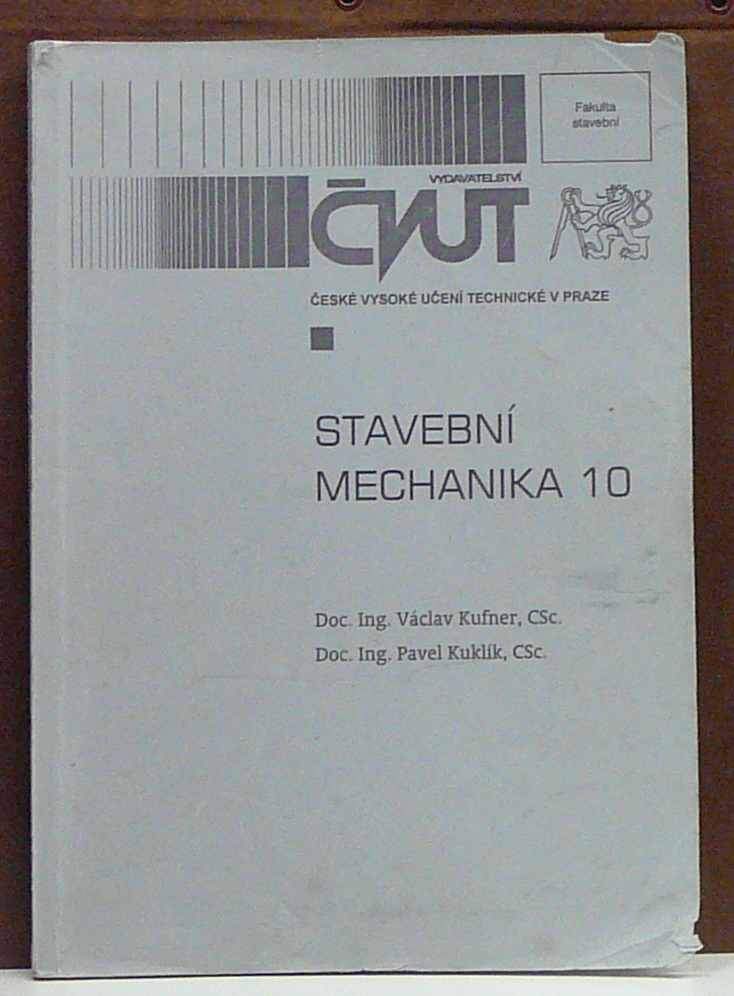 Fakulta
stavební
VYDAVATELSTVÍ
ČVUT
ČESKÉ VYSOKÉ UČENÍ TECHNICKÉ V PRAZE
STAVEBNÍ
MECHANIKA 10
Doc. Ing. Václav Kufner, CSc.
Doc. Ing. Pavel Kuklík, CSc.